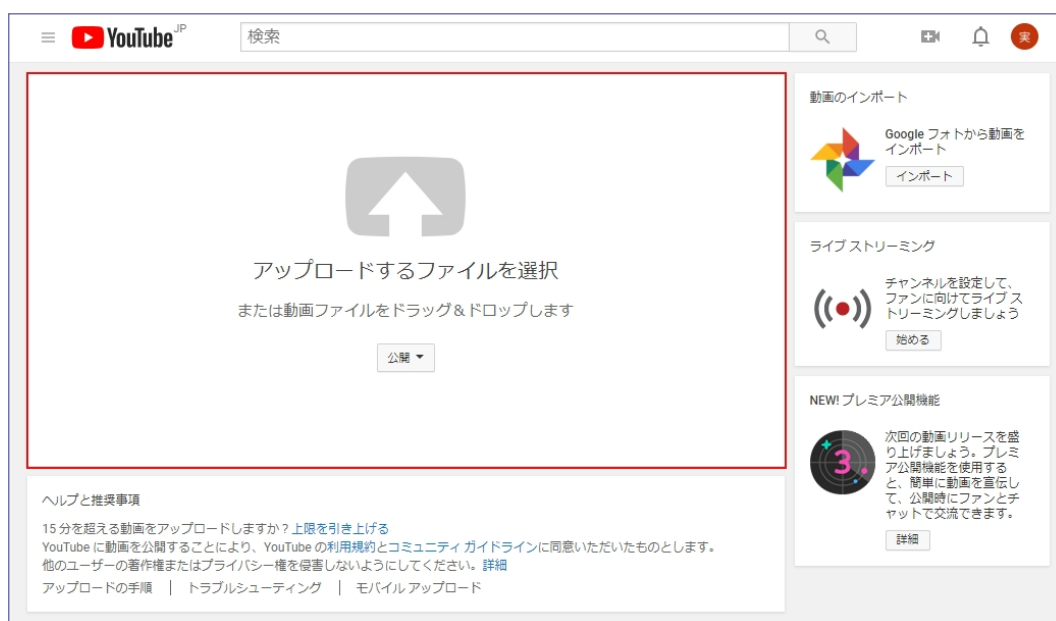 YouTube JP
検索
実
アップロードするファイルを選択
または動画ファイルをドラッグ＆ドロップします
公開
ヘルプと推奨事項
15 分を超える動画をアップロードしますか？上限を引き上げる
YouTube に動画を公開することにより、YouTube の利用規約とコミュニティ ガイドラインに同意いただいたものとします。
他のユーザーの著作権またはプライバシー権を侵害しないようにしてください。詳細
アップロードの手順 | トラブルシューティング | モバイル アップロード
動画のインポート
Google フォトから動画を
インポート
インポート
ライブ ストリーミング
チャンネルを設定して、
ファンに向けてライブ ス
トリーミングしましょう
始める
NEW! プレミア公開機能
3
次回の動画リリースを盛
り上げましょう。プレミ
ア公開機能を使用する
と、簡単に動画を宣伝し
て、公開時にファンとチ
ャットで交流できます。
詳細